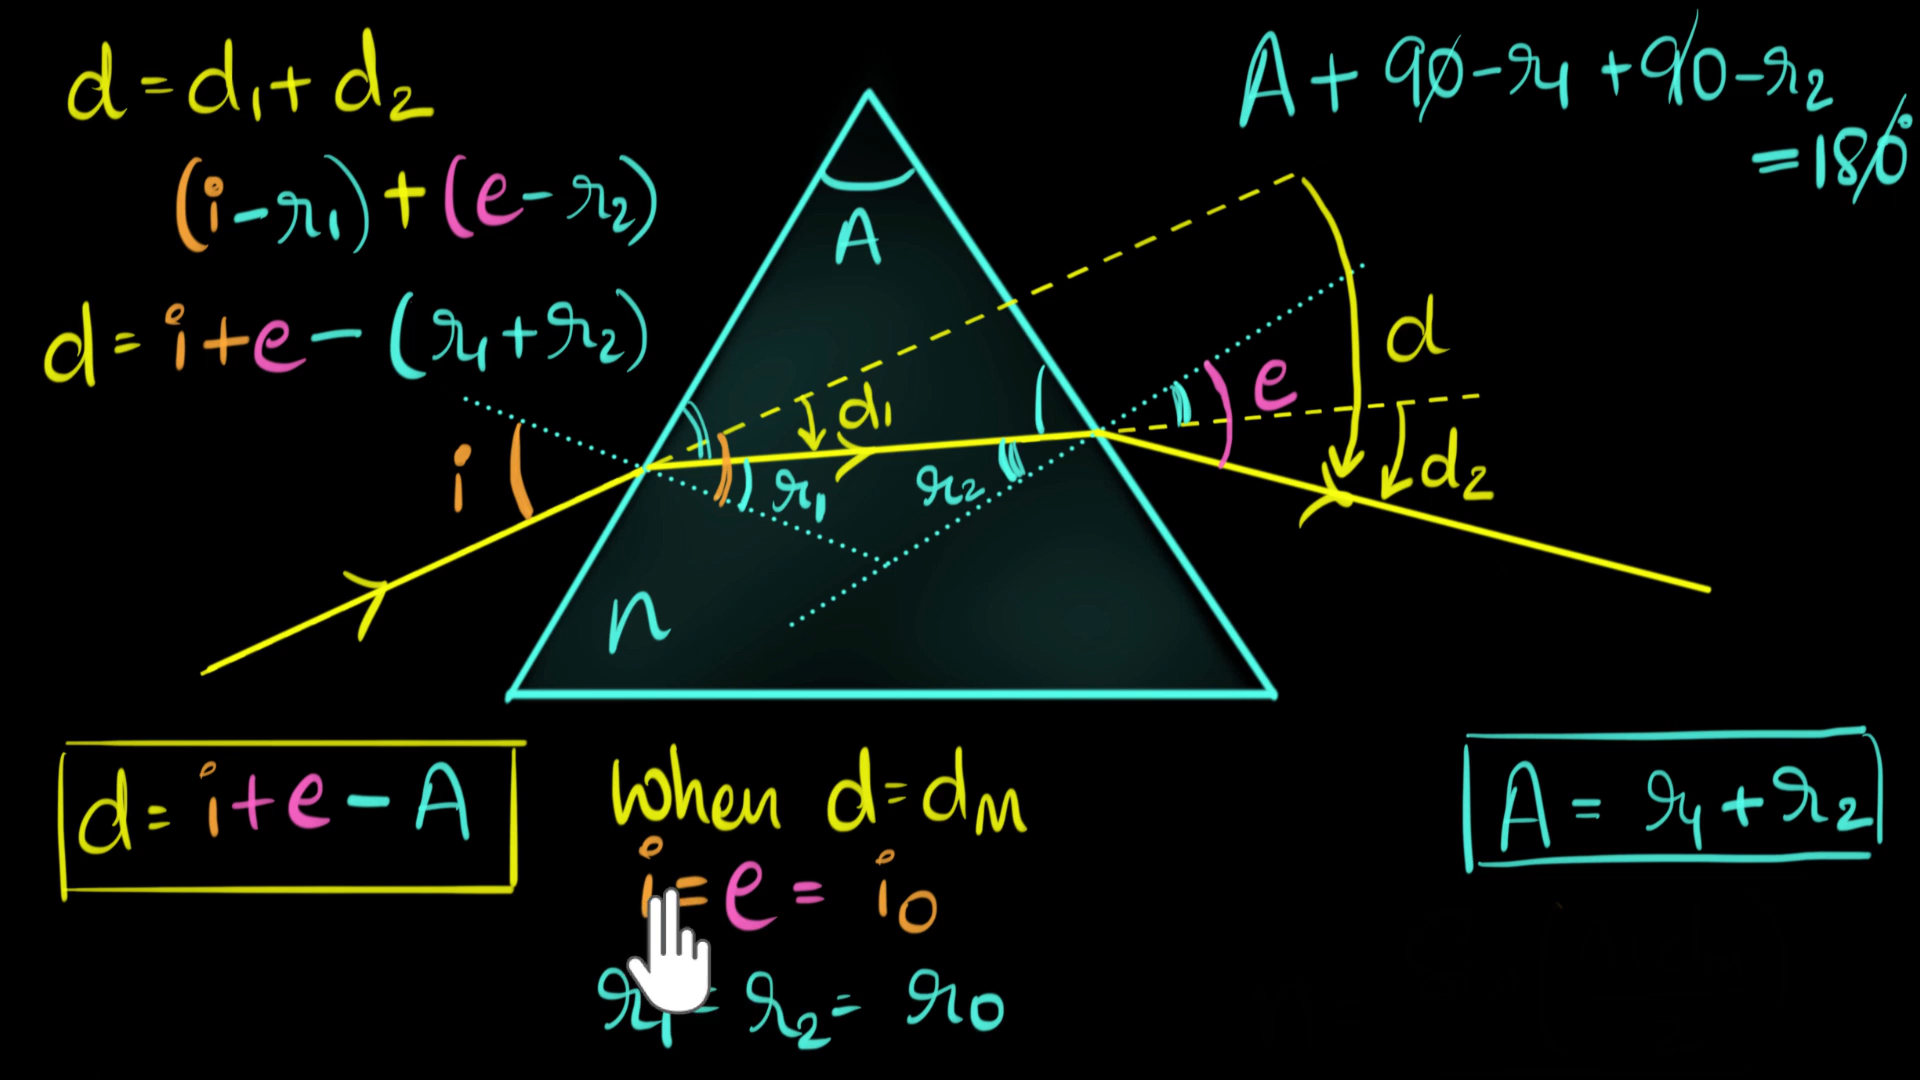 d = d₁ + d₂
(i - r₁) + (e - r₂)
d = i + e - (r₁ + r₂)
A + 90 - r₁ + 90 - r₂
= 180°
A
d
e
d₁
i
r₁
r₂
d₂
n
d = i + e - A
When d = dm
i = e = i₀
r₁ = r₂ = r₀
A = r₁ + r₂